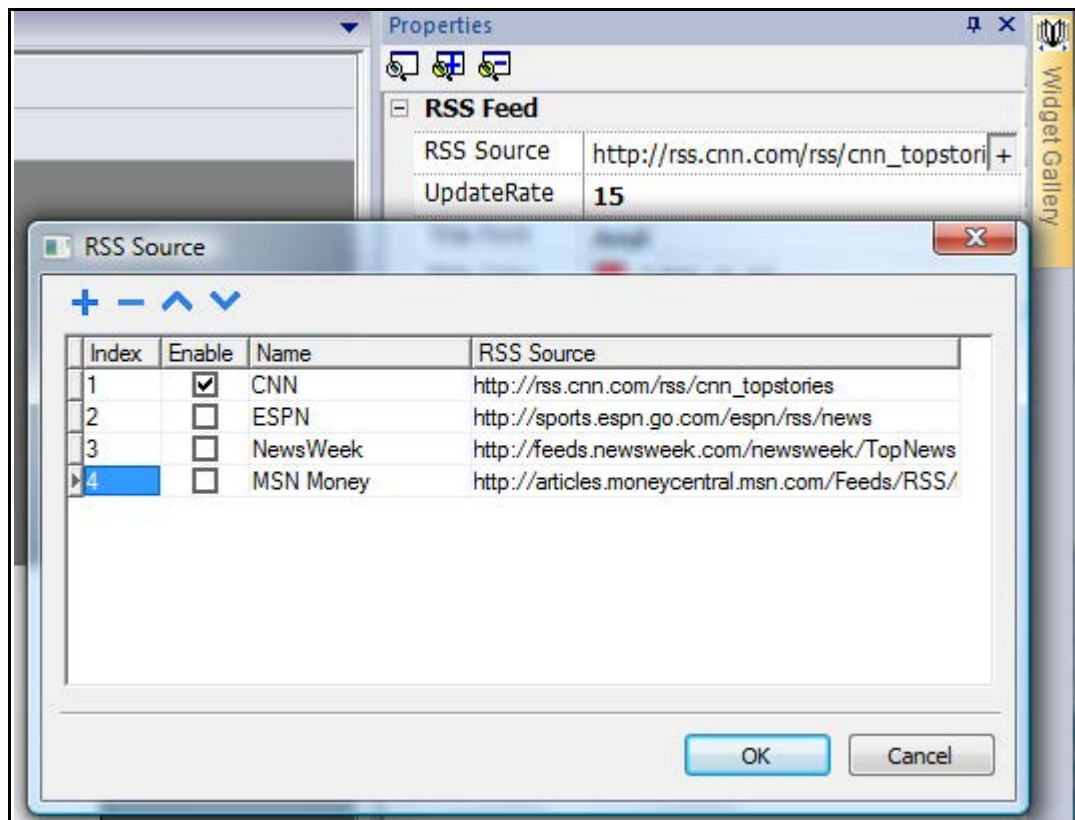 Properties
Widget Gallery
RSS Feed
RSS Source http://rss.cnn.com/rss/cnn_topstori +
UpdateRate 15
RSS Source
Index Enable Name RSS Source
1 CNN http://rss.cnn.com/rss/cnn_topstories
2 ESPN http://sports.espn.go.com/espn/rss/news
3 NewsWeek http://feeds.newsweek.com/newsweek/TopNews
4 MSN Money http://articles.moneycentral.msn.com/Feeds/RSS/
OK Cancel